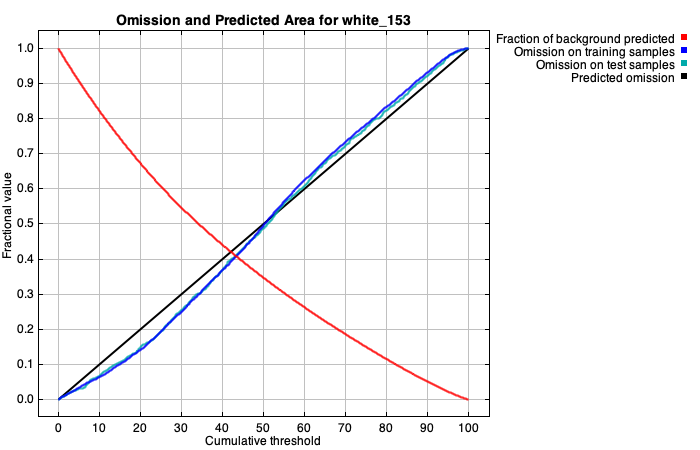 Omission and Predicted Area for white_153
Fraction of background predicted
Omission on training samples
Omission on test samples
Predicted omission
Fractional value
1.0
0.9
0.8
0.7
0.6
0.5
0.4
0.3
0.2
0.1
0.0
0 10 20 30 40 50 60 70 80 90 100
Cumulative threshold